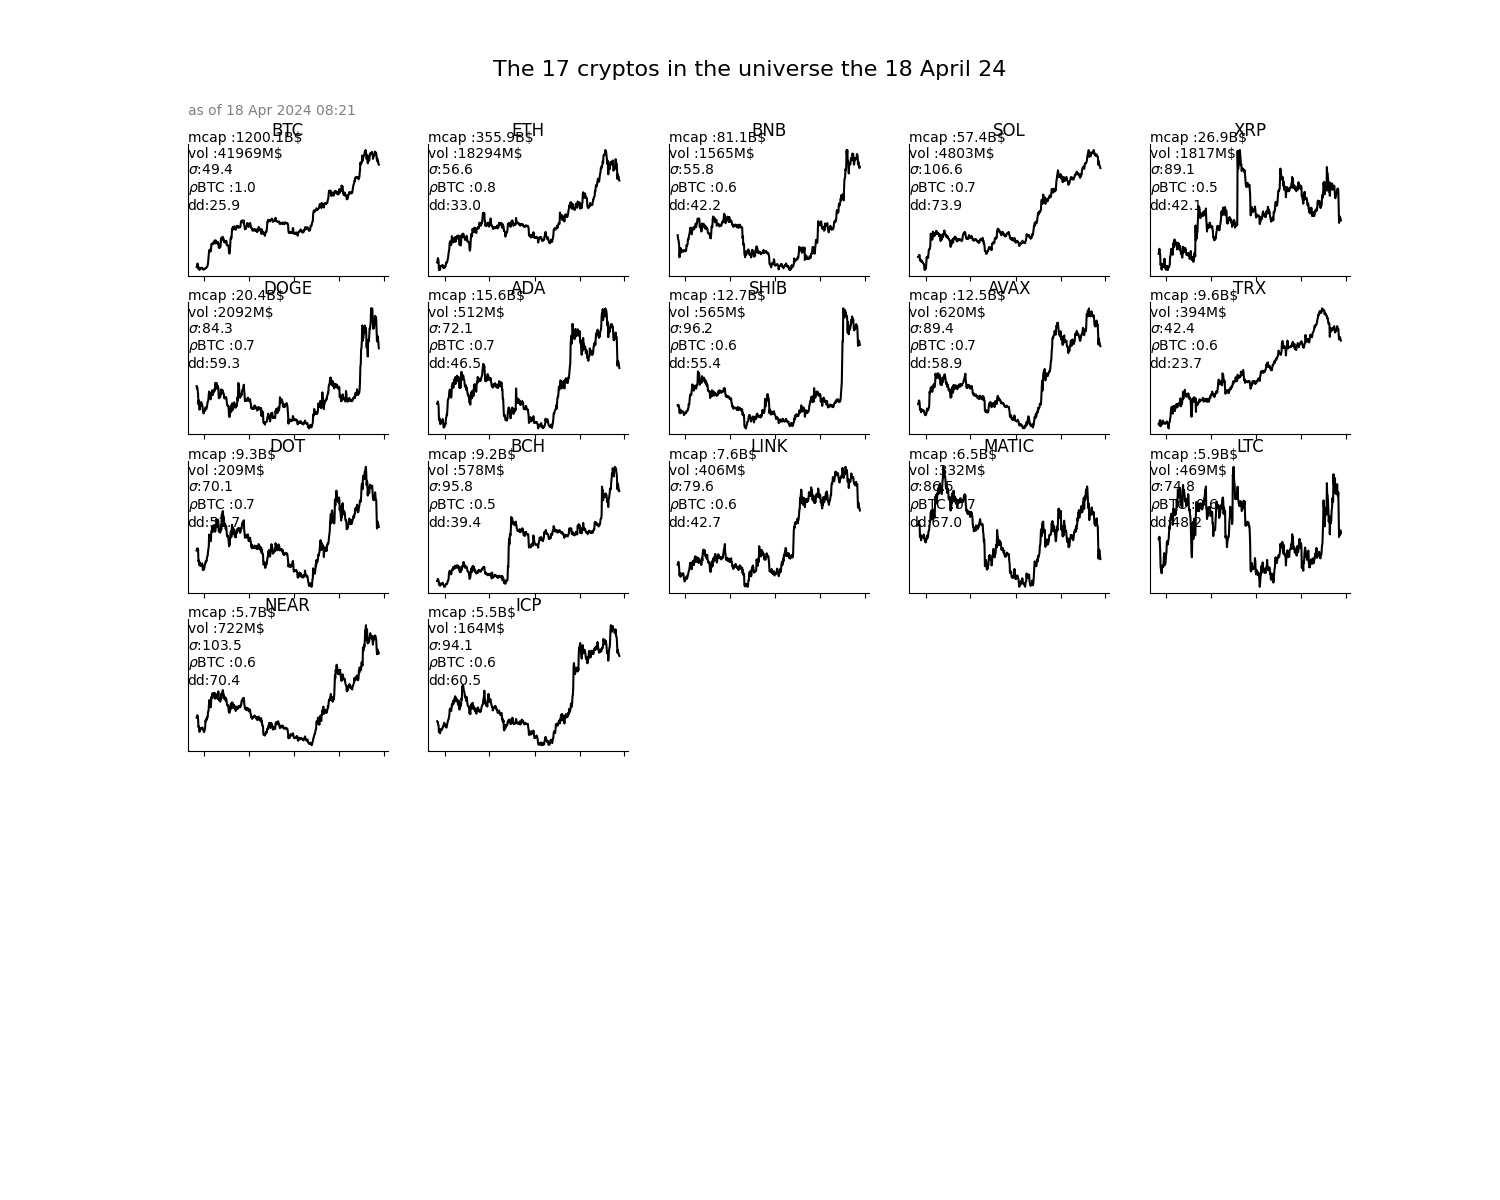 The 17 cryptos in the universe the 18 April 24
as of 18 Apr 2024 08:21
BTC
mcap :1200.1B$
vol :41969M$
σ:49.4
ρBTC :1.0
dd:25.9
ETH
mcap :355.9B$
vol :18294M$
σ:56.6
ρBTC :0.8
dd:33.0
BNB
mcap :81.1B$
vol :1565M$
σ:55.8
ρBTC :0.6
dd:42.2
SOL
mcap :57.4B$
vol :4803M$
σ:106.6
ρBTC :0.7
dd:73.9
XRP
mcap :26.9B$
vol :1817M$
σ:89.1
ρBTC :0.5
dd:42.1
DOGE
mcap :20.4B$
vol :2092M$
σ:84.3
ρBTC :0.7
dd:59.3
ADA
mcap :15.6B$
vol :512M$
σ:72.1
ρBTC :0.7
dd:46.5
SHIB
mcap :12.7B$
vol :565M$
σ:96.2
ρBTC :0.6
dd:55.4
AVAX
mcap :12.5B$
vol :620M$
σ:89.4
ρBTC :0.7
dd:58.9
TRX
mcap :9.6B$
vol :394M$
σ:42.4
ρBTC :0.6
dd:23.7
DOT
mcap :9.3B$
vol :209M$
σ:70.1
ρBTC :0.7
BCH
mcap :9.2B$
vol :578M$
σ:95.8
ρBTC :0.5
dd:39.4
LINK
mcap :7.6B$
vol :406M$
σ:79.6
ρBTC :0.6
dd:42.7
MATIC
mcap :6.5B$
vol :332M$
ρBTC :0.7
dd:67.0
LTC
mcap :5.9B$
vol :469M$
σ:74.8
ρBTC :0.6
dd:48.2
NEAR
mcap :5.7B$
vol :722M$
σ:103.5
ρBTC :0.6
dd:70.4
ICP
mcap :5.5B$
vol :164M$
σ:94.1
ρBTC :0.6
dd:60.5